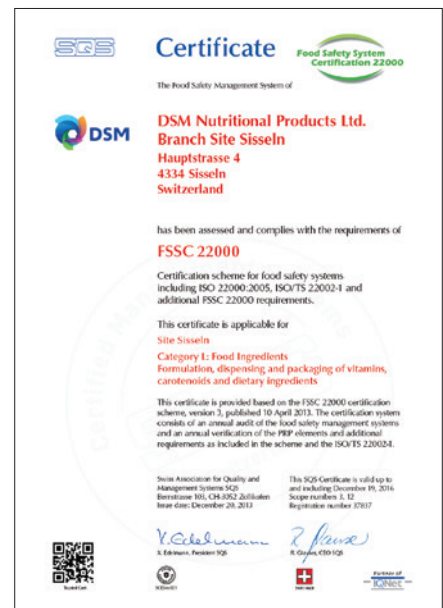 SQS
Certificate
Food Safety System
Certification 22000
The Food Safety Management System of
DSM
DSM Nutritional Products Ltd.
Branch Site Sisseln
Hauptstrasse 4
4334 Sisseln
Switzerland
has been assessed and complies with the requirements of
FSSC 22000
Certification scheme for food safety systems
including ISO 22000:2005, ISO/TS 22002-1 and
additional FSSC 22000 requirements.
This certificate is applicable for
Site Sisseln
Category L: Food Ingredients
Formulation, dispensing and packaging of vitamins,
carotenoids and dietary ingredients
This certificate is provided based on the FSSC 22000 certification
scheme, version 3, published 10 April 2013. The certification system
consists of an annual audit of the food safety management systems
and an annual verification of the PRP elements and additional
requirements as included in the scheme and the ISO/TS 22002-1.
Swiss Association for Quality and
Management Systems SQS
Bernstrasse 103, CH-3052 Zollikofen
Issue date: December 20, 2013
This SQS Certificate is valid up to
and including December 19, 2016
Scope numbers 3, 12
Registration number 37837
X. Edelmann
X. Edelmann, President SQS
R. Glauser, CEO SQS
Trusted Cert
Swiss Made
Partner of
IQNet